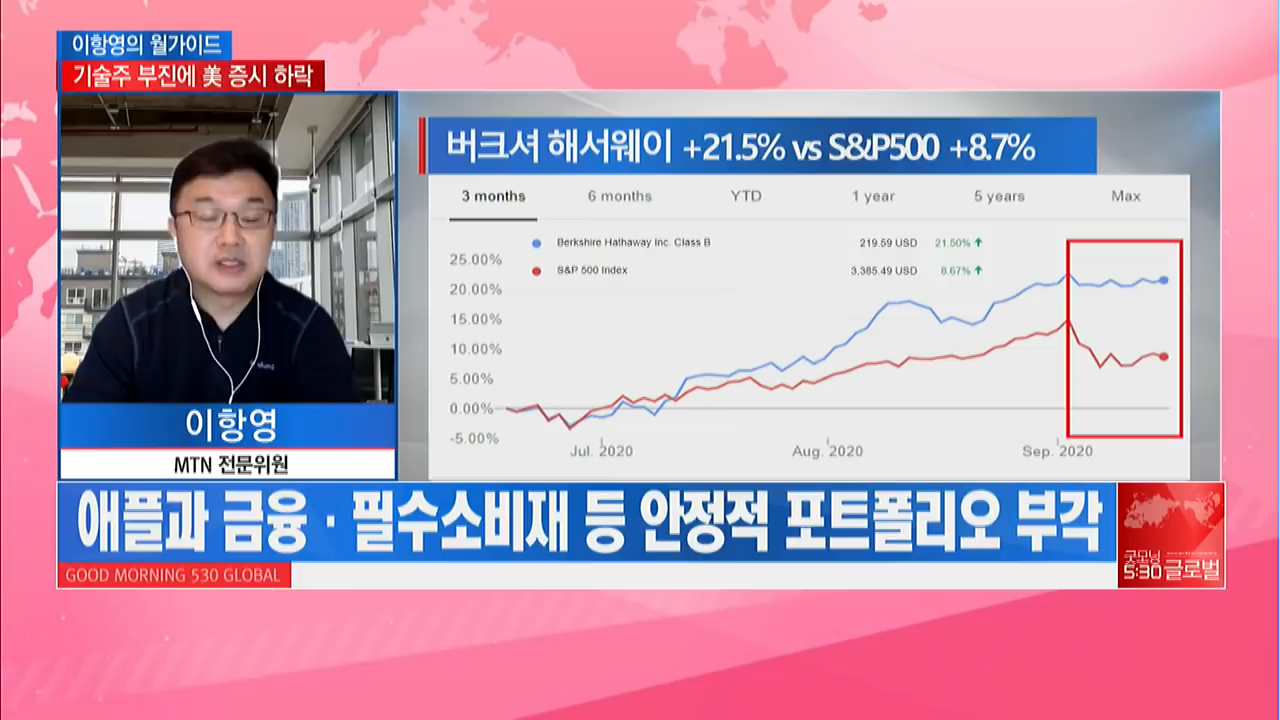 이항영의 월가이드
기술주 부진에 美 증시 하락
버크셔 해서웨이 +21.5% vs S&P500 +8.7%
3 months 6 months YTD 1 year 5 years Max
Berkshire Hathaway Inc. Class B 219.59 USD 21.50% ↑
S&P 500 Index 3,385.49 USD 8.67% ↑
25.00%
20.00%
15.00%
10.00%
5.00%
0.00%
-5.00%
Jul. 2020 Aug. 2020 Sep. 2020
이항영
MTN 전문위원
애플과 금융·필수소비재 등 안정적 포트폴리오 부각
GOOD MORNING 530 GLOBAL
굿모닝
5:30 글로벌